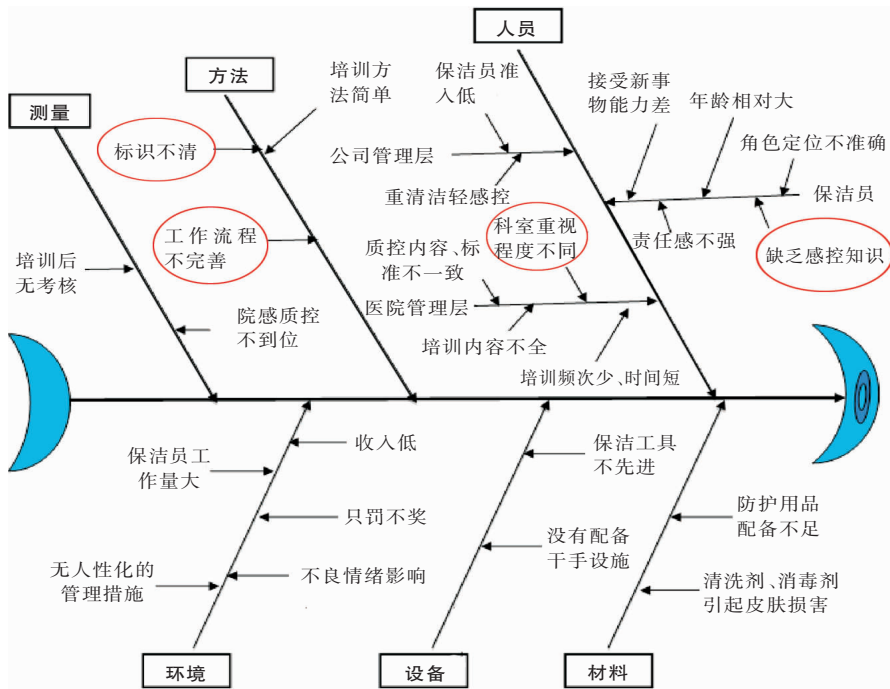 人员
方法
测量
培训方
法简单
标识不清
工作流程
不完善
培训后
无考核
院感质控
不到位
保洁员准
入低
公司管理层
重清洁轻感控
接受新事
物能力差
年龄相对大
角色定位不准确
保洁员
责任感不强
缺乏感控知识
科室重视
程度不同
质控内容、标
准不一致
医院管理层
培训内容不全
培训频次少、时间短
保洁员工
作量大
收入低
只罚不奖
无人性化的
管理措施
不良情绪影响
环境
保洁工具
不先进
没有配备
干手设施
设备
防护用品
配备不足
清洗剂、消毒剂
引起皮肤损害
材料